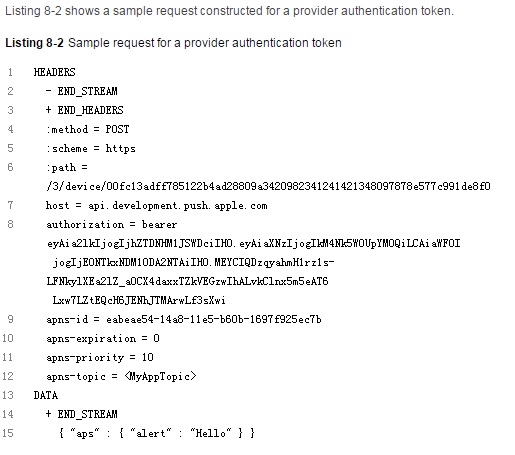 Listing 8-2 shows a sample request constructed for a provider authentication token.
Listing 8-2 Sample request for a provider authentication token
1 HEADERS
2 - END_STREAM
3 + END_HEADERS
4 :method = POST
5 :scheme = https
6 :path =
/3/device/00fc13adff785122b4ad28809a3420982341241421348097878e577c991de8f0
7 host = api.development.push.apple.com
8 authorization = bearer
eyAia2lkIjogIjhZTDNHM1JSWDciIH0.eyAiaXNzIjogIkM4Nk5WOUpYM0QiLCAiaWF0I
jogIjE0NTkxNDM1ODA2NTAiIH0.MEYCIQDzqyahmH1rz1s-
LFNkylXEa2lZ_aOCX4daxxTZkVEGzwIhALvkClnx5m5eAT6
Lxw7LZtEQcH6JENhJTMArwLf3sXwi
9 apns-id = eabeae54-14a8-11e5-b60b-1697f925ec7b
10 apns-expiration = 0
11 apns-priority = 10
12 apns-topic = <MyAppTopic>
13 DATA
14 + END_STREAM
15 { "aps" : { "alert" : "Hello" } }